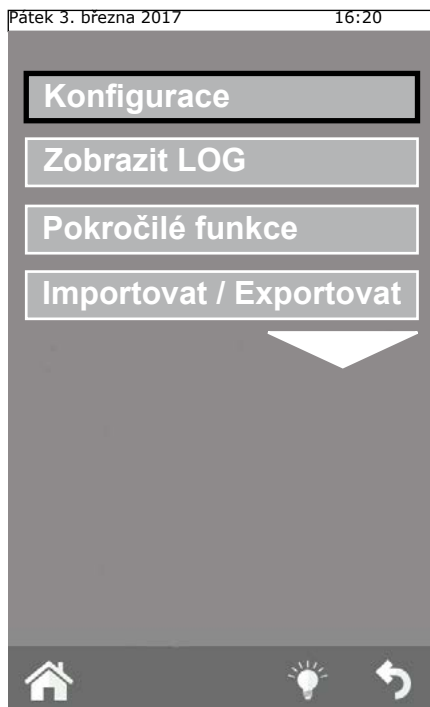 Pátek 3. března 2017 16:20
Konfigurace
Zobrazit LOG
Pokročilé funkce
Importovat / Exportovat